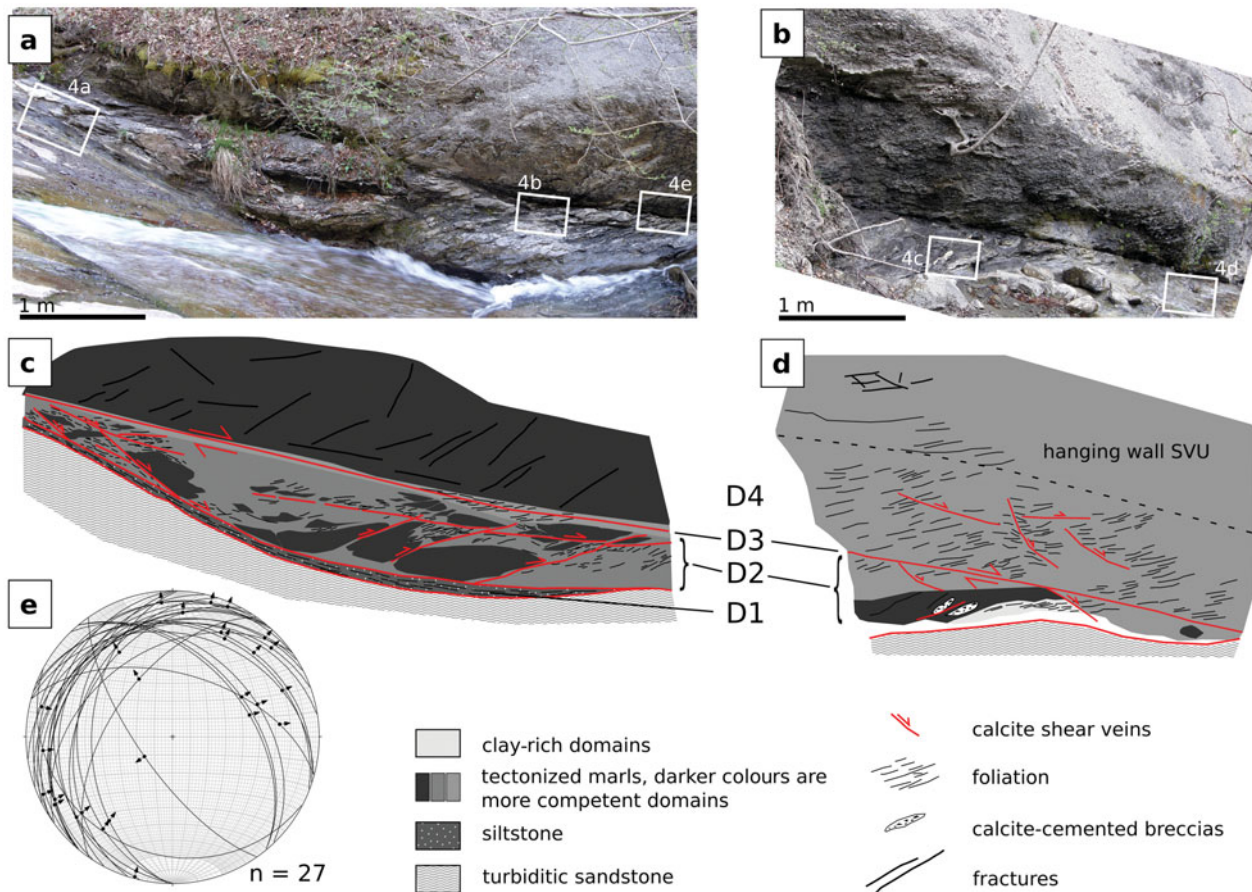 a
4a
4b
4e
1 m
b
4c
4d
1 m
c
d
hanging wall SVU
D4
D3
D2
D1
e
n = 27
clay-rich domains
tectonized marls, darker colours are
more competent domains
siltstone
turbiditic sandstone
calcite shear veins
foliation
calcite-cemented breccias
fractures